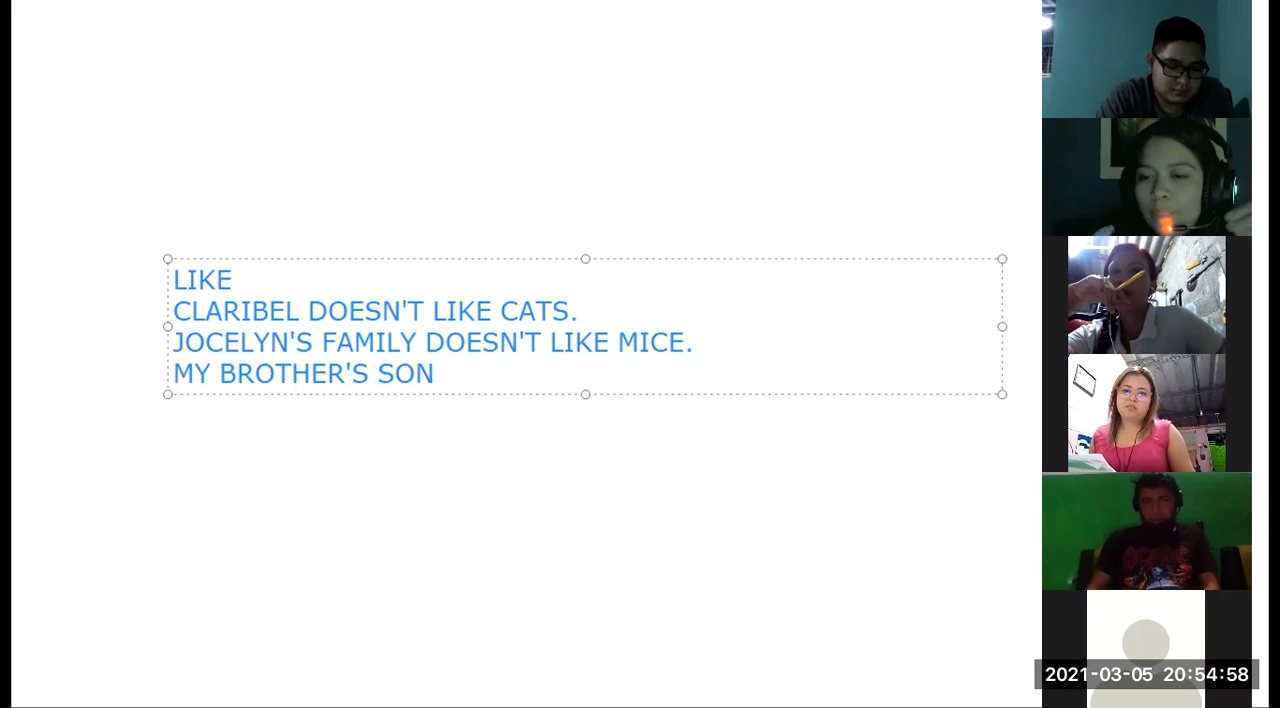 LIKE
CLARIBEL DOESN'T LIKE CATS.
JOCELYN'S FAMILY DOESN'T LIKE MICE.
MY BROTHER'S SON
2021-03-05 20:54:58